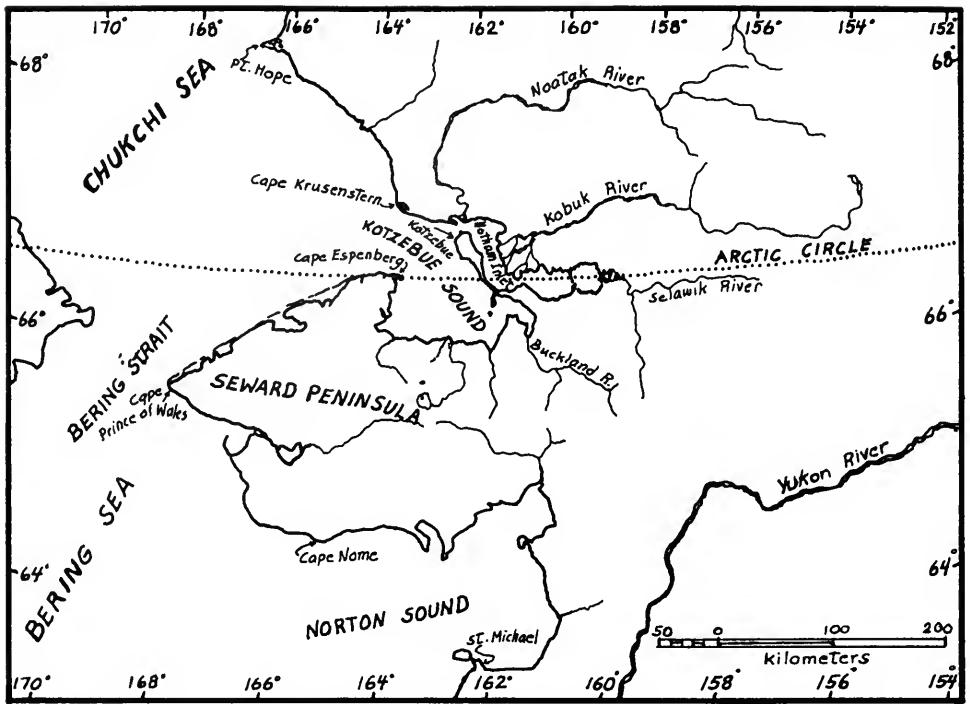 170° 168° 166° 164° 162° 160° 158° 156° 154° 152°
68° 68°
Pt. Hope
CHUKCHI SEA
Noatak River
Cape Krusenstern
Kobuk River
Kotzebue
KOTZEBUE
SOUND
Hotham Inlet
Cape Espenberg
ARCTIC CIRCLE
Selawik River
66° 66°
BERING STRAIT
Buckland R.
Cape
Prince of Wales
SEWARD PENINSULA
Yukon River
BERING SEA
Cape Nome
64° 64°
NORTON SOUND
St. Michael
50 0 100 200
kilometers
170° 168° 166° 164° 162° 160° 158° 156° 154°